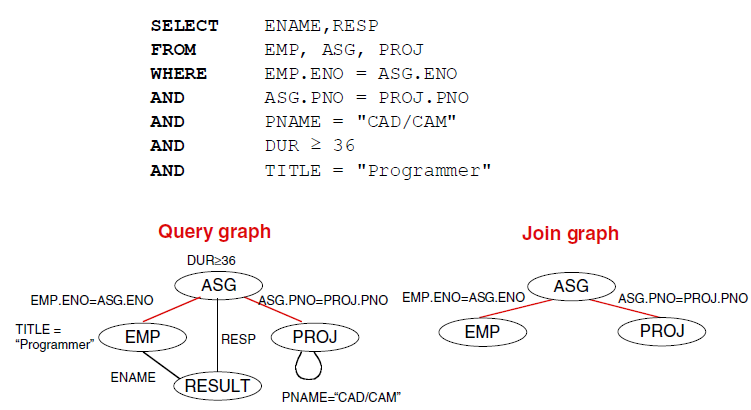 SELECT ENAME,RESP
FROM EMP, ASG, PROJ
WHERE EMP.ENO = ASG.ENO
AND ASG.PNO = PROJ.PNO
AND PNAME = "CAD/CAM"
AND DUR ≥ 36
AND TITLE = "Programmer"
Query graph
DUR≥36
ASG
EMP.ENO=ASG.ENO
ASG.PNO=PROJ.PNO
TITLE =
“Programmer”
EMP
RESP
PROJ
ENAME
RESULT
PNAME=“CAD/CAM”
Join graph
ASG
EMP.ENO=ASG.ENO
ASG.PNO=PROJ.PNO
EMP
PROJ